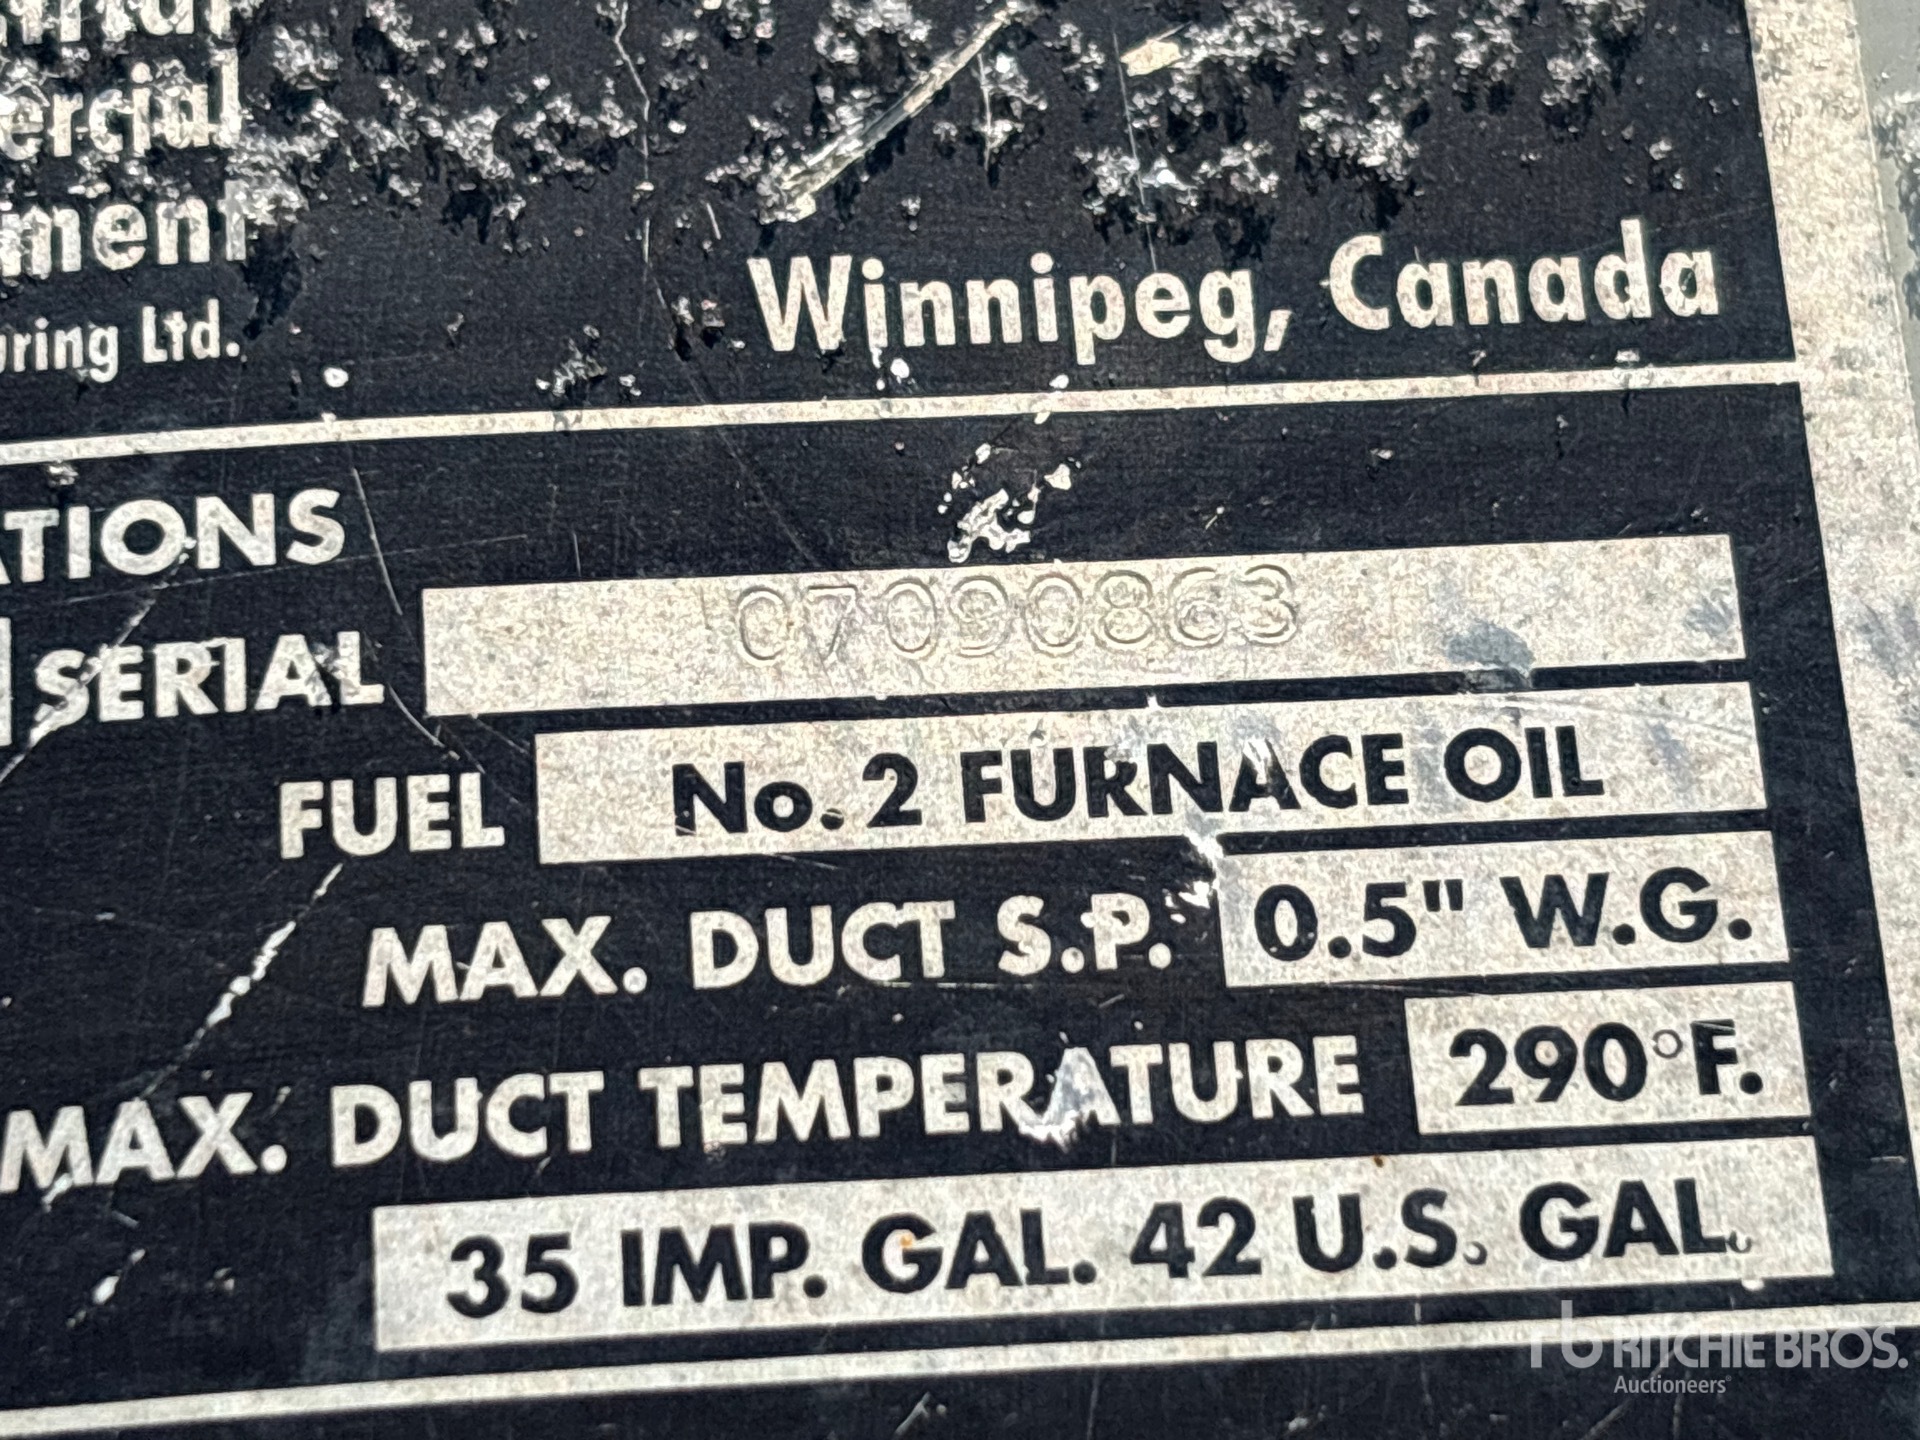 ercial
ment
uring Ltd.
Winnipeg, Canada
ATIONS
SERIAL 07090863
FUEL No. 2 FURNACE OIL
MAX. DUCT S.P. 0.5" W.G.
MAX. DUCT TEMPERATURE 290°F.
35 IMP. GAL. 42 U.S. GAL.
rb RITCHIE BROS.
Auctioneers